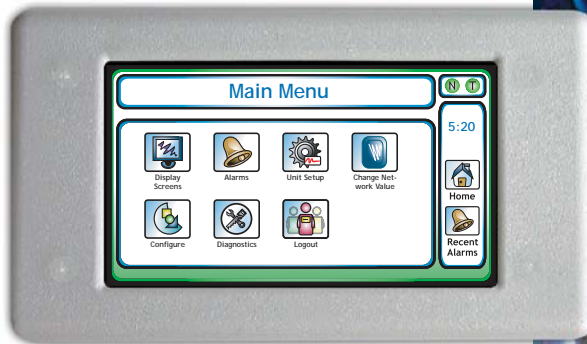 Main Menu
N T
5:20
Display
Screens
Alarms
Unit Setup
Change Net-
work Value
Home
Configure
Diagnostics
Logout
Recent
Alarms